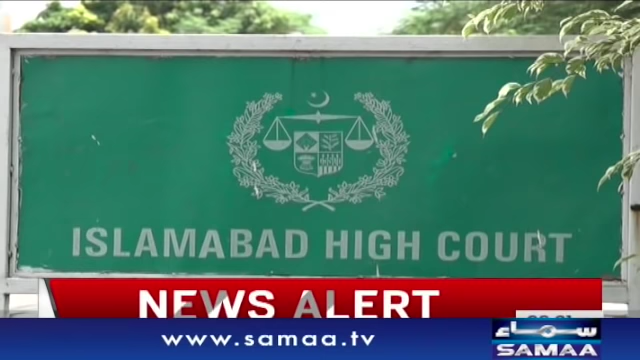 ISLAMABAD HIGH COURT
NEWS ALERT
www.samaa.tv
سماء
SAMAA